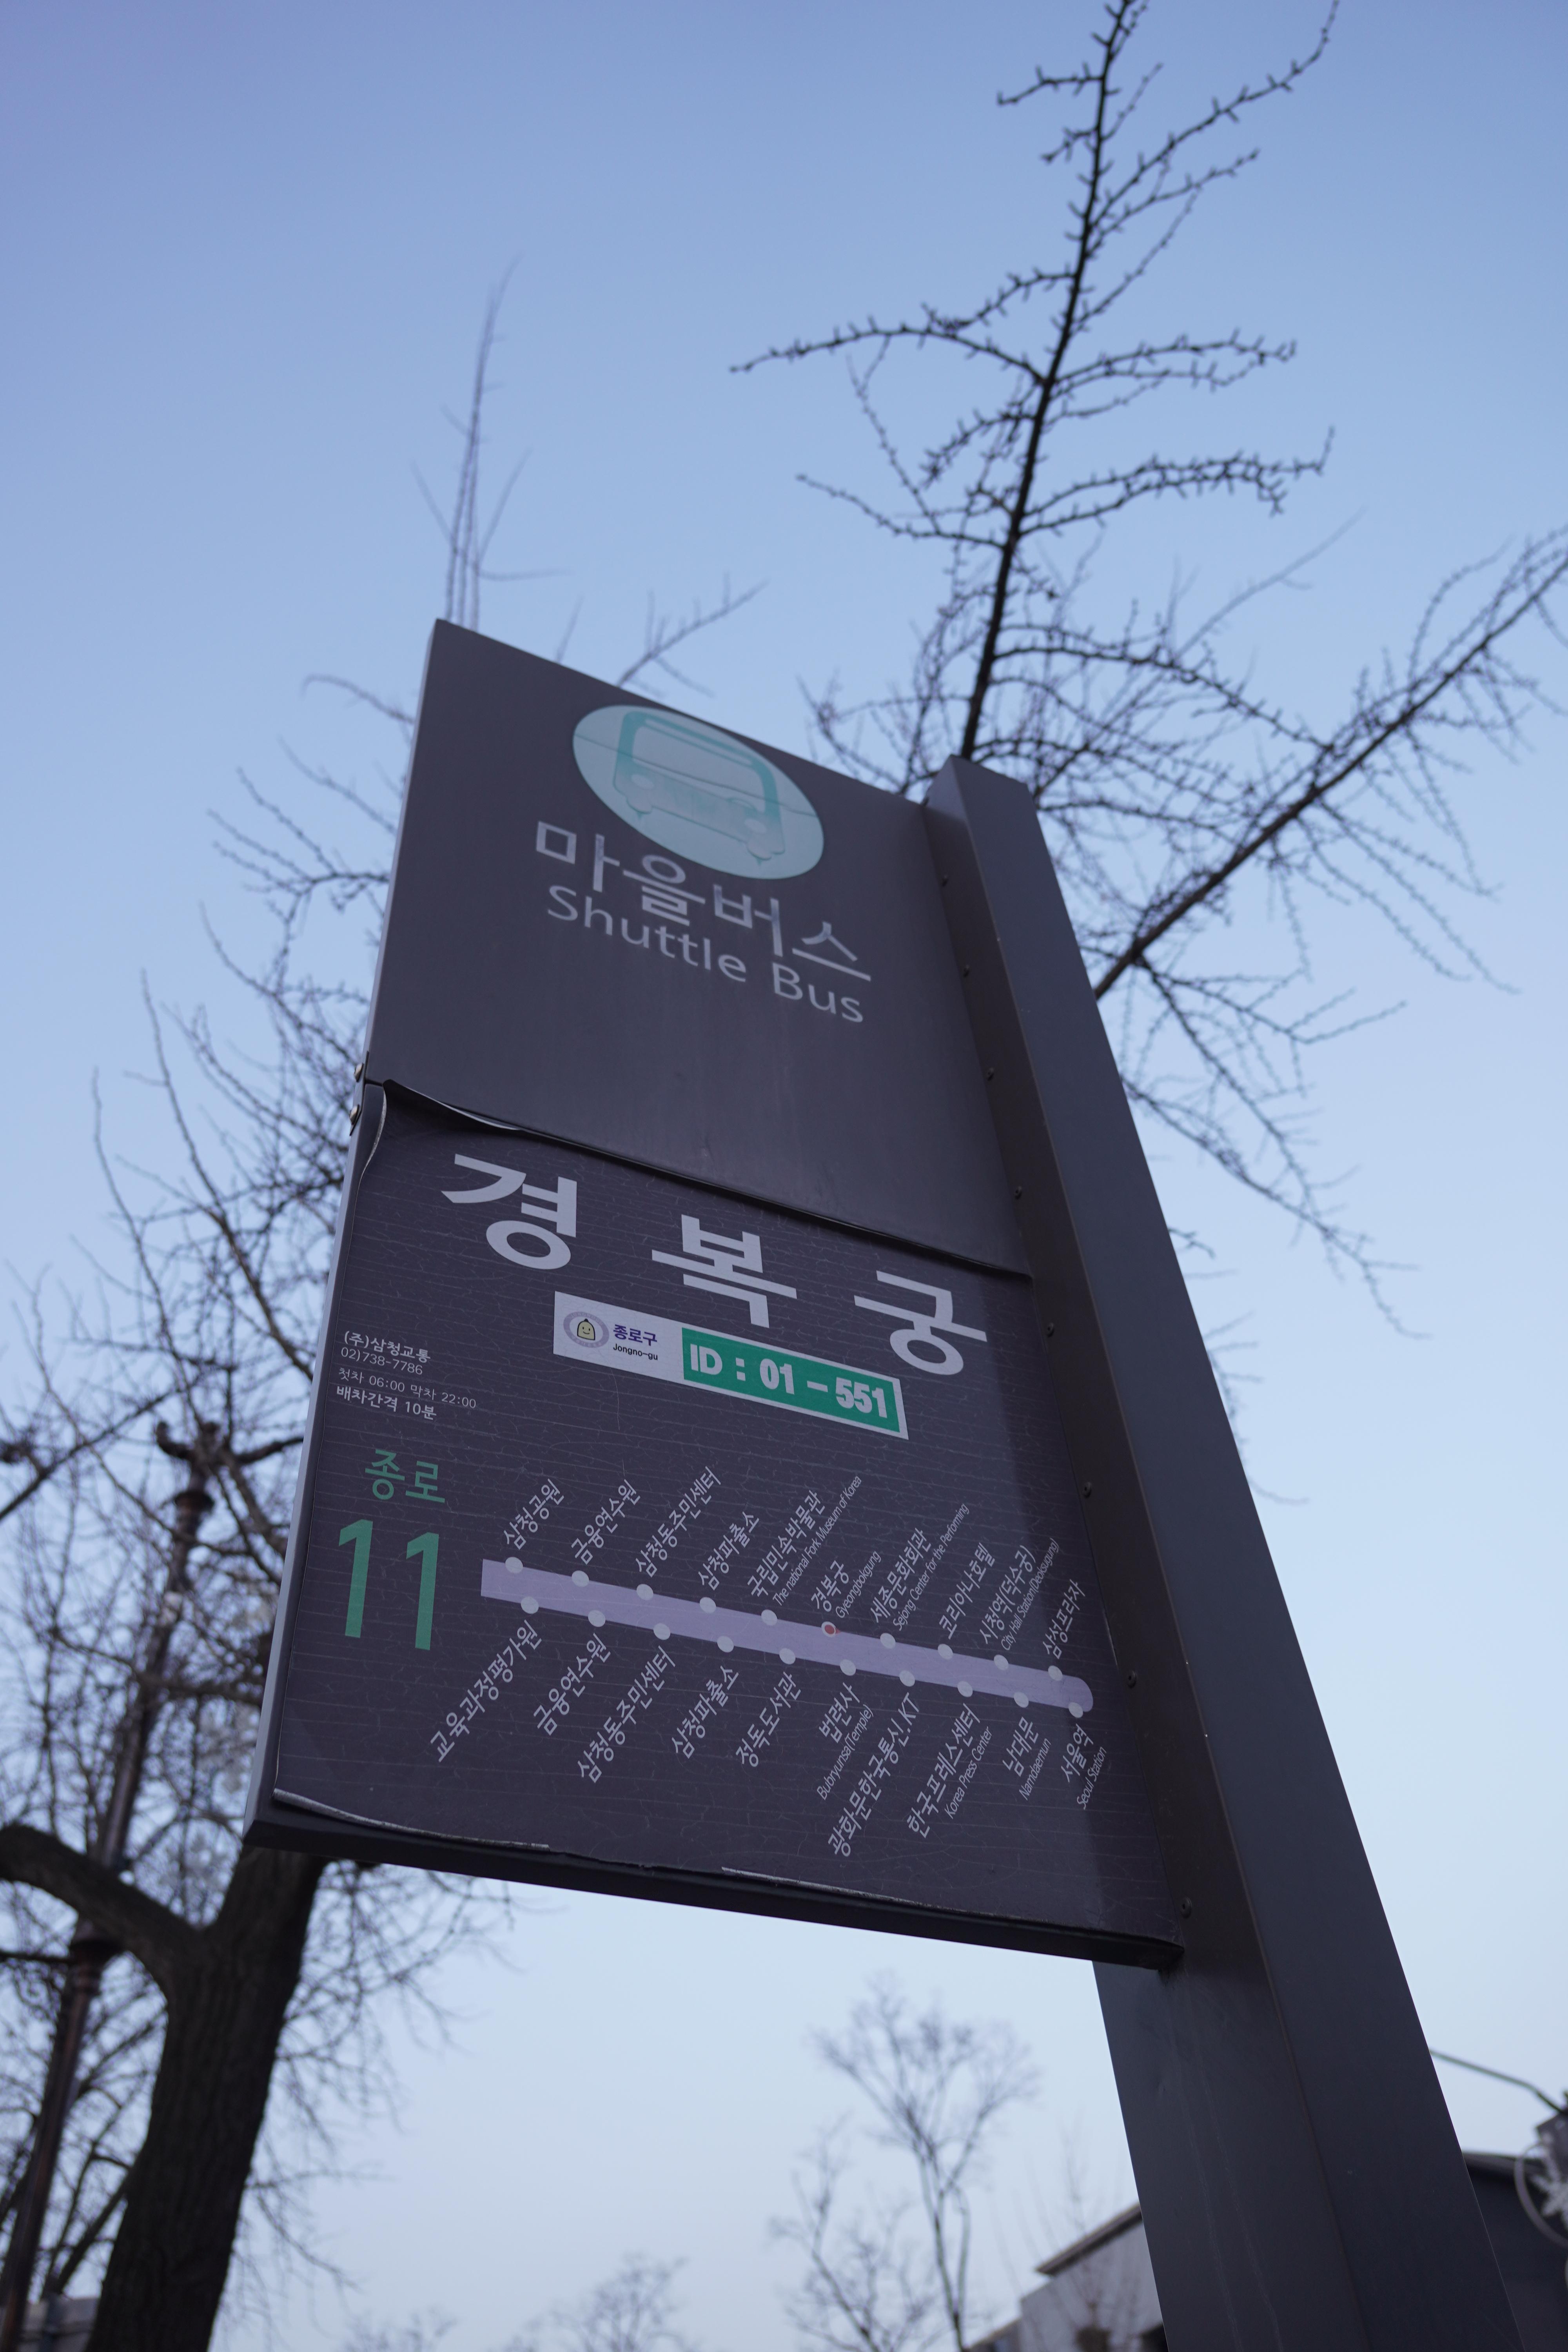 마을버스
Shuttle Bus
경복궁
종로구
Jongno-gu
ID : 01 - 551
(주)삼청교통
02)738-7786
첫차 06:00 막차 22:00
배차간격 10분
종로
11
삼청공원
금융연수원
삼청동주민센터
삼청파출소
국립민속박물관
The national Fork Museum of Korea
경복궁
Gyeongbokgung
세종문화회관
Sejong Center for the Performing
코리아나호텔
시청역(덕수궁)
City Hall Station(Deoksugung)
삼성프라자
교육과정평가원
금융연수원
삼청동주민센터
삼청파출소
정독도서관
법련사
Bubryunsa(Temple)
광화문한국통신,KT
한국프레스센터
Korea Press Center
남대문
Namdaemun
서울역
Seoul Station